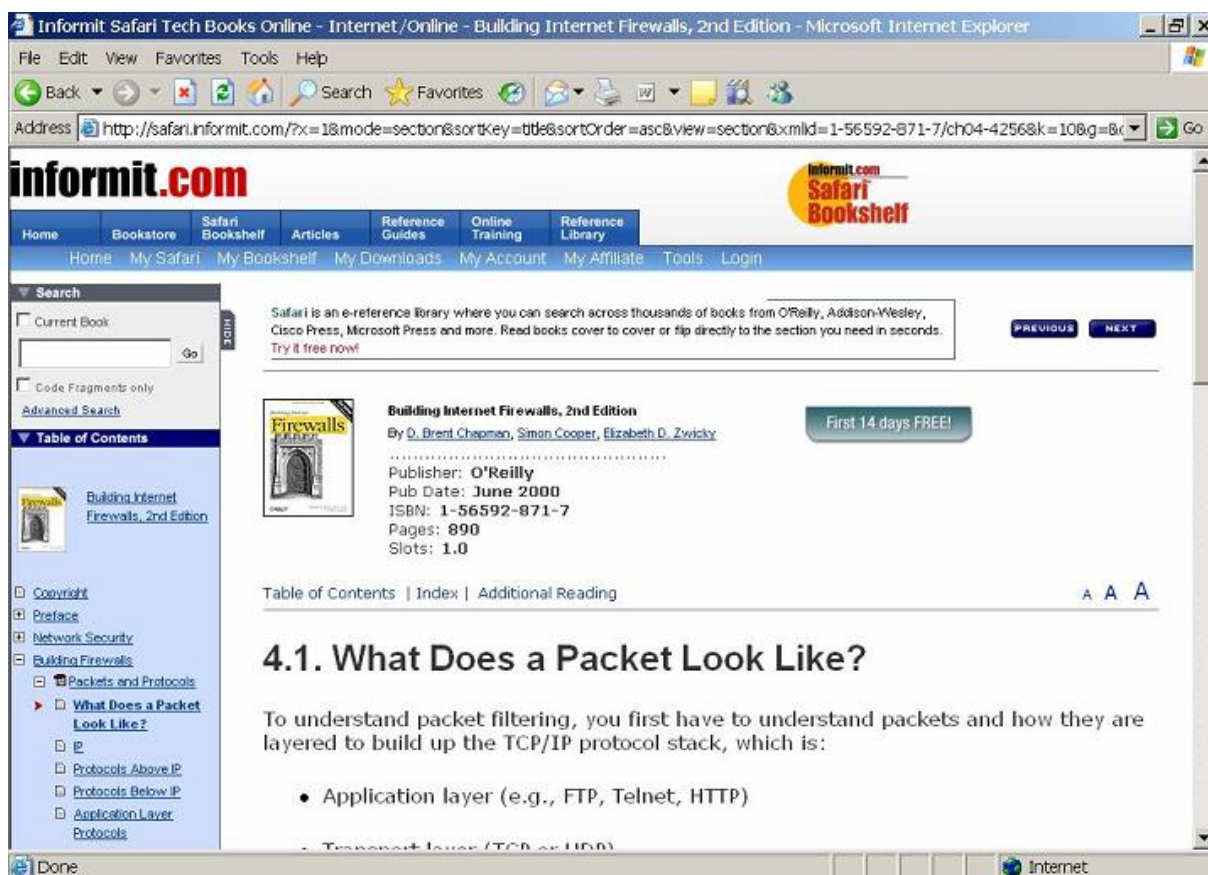 Informit Safari Tech Books Online - Internet/Online - Building Internet Firewalls, 2nd Edition - Microsoft Internet Explorer
File Edit View Favorites Tools Help
Back Search Favorites
Address http://safari.informit.com/?x=1&mode=section&sortKey=title&sortOrder=asc&view=section&xmlid=1-56592-871-7/ch04-4256&k=10&g=& Go
informit.com
informit.com
Safari
Bookshelf
Home Bookstore Safari Bookshelf Articles Reference Guides Online Training Reference Library
Home My Safari My Bookshelf My Downloads My Account My Affiliate Tools Login
Search
Current Book
Go
Code Fragments only
Advanced Search
Table of Contents
Building Internet
Firewalls, 2nd Edition
Copyright
Preface
Network Security
Building Firewalls
Packets and Protocols
What Does a Packet
Look Like?
IP
Protocols Above IP
Protocols Below IP
Application Layer
Protocols
HIDE
Safari is an e-reference library where you can search across thousands of books from O'Reilly, Addison-Wesley,
Cisco Press, Microsoft Press and more. Read books cover to cover or flip directly to the section you need in seconds.
Try it free now!
PREVIOUS NEXT
Firewalls
Building Internet Firewalls, 2nd Edition
By D. Brent Chapman, Simon Cooper, Elizabeth D. Zwicky
Publisher: O'Reilly
Pub Date: June 2000
ISBN: 1-56592-871-7
Pages: 890
Slots: 1.0
First 14 days FREE!
Table of Contents | Index | Additional Reading A A A
4.1. What Does a Packet Look Like?
To understand packet filtering, you first have to understand packets and how they are
layered to build up the TCP/IP protocol stack, which is:
• Application layer (e.g., FTP, Telnet, HTTP)
• Transport layer (TCP or UDP)
Done Internet